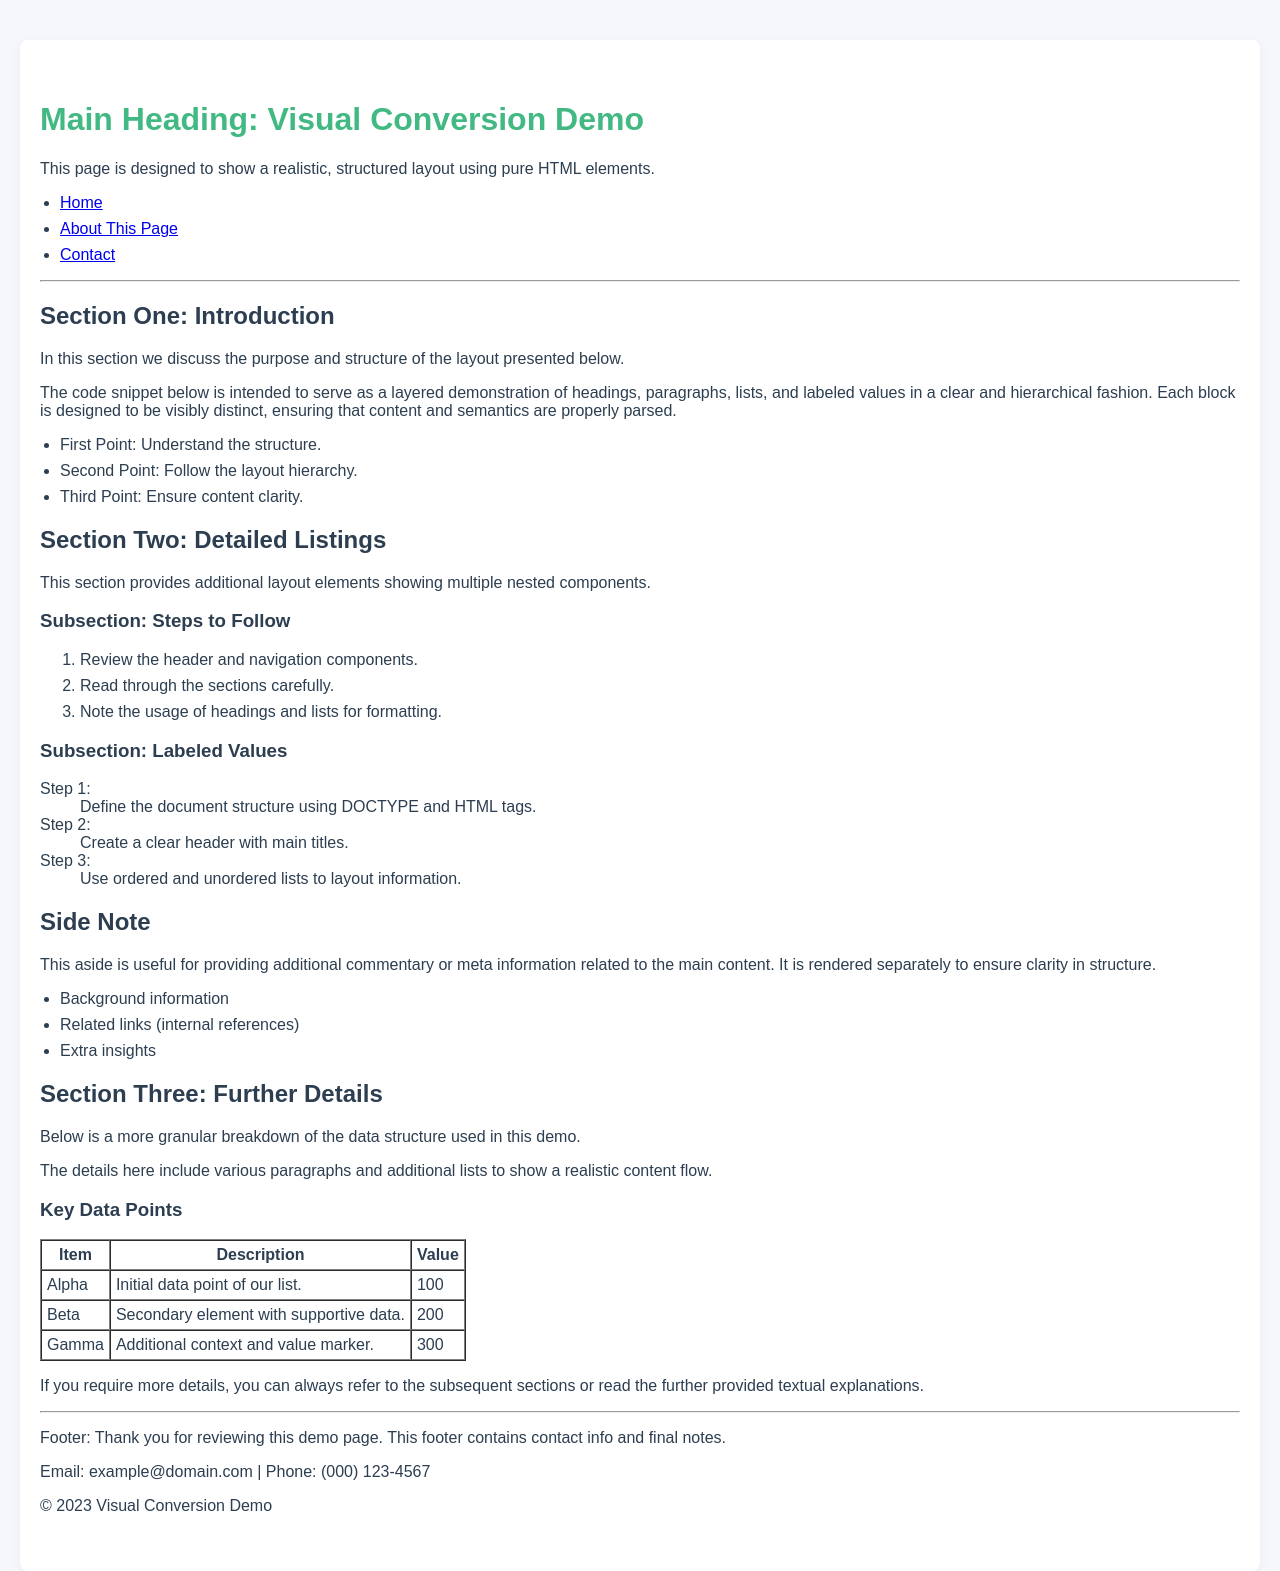 Main Heading: Visual Conversion Demo
This page is designed to show a realistic, structured layout using pure HTML elements.
Home
About This Page
Contact
Section One: Introduction
In this section we discuss the purpose and structure of the layout presented below.
The code snippet below is intended to serve as a layered demonstration of headings, paragraphs, lists, and labeled values in a clear and hierarchical fashion. Each block
is designed to be visibly distinct, ensuring that content and semantics are properly parsed.
First Point: Understand the structure.
Second Point: Follow the layout hierarchy.
Third Point: Ensure content clarity.
Section Two: Detailed Listings
This section provides additional layout elements showing multiple nested components.
Subsection: Steps to Follow
1. Review the header and navigation components.
2. Read through the sections carefully.
3. Note the usage of headings and lists for formatting.
Subsection: Labeled Values
Step 1:
Define the document structure using DOCTYPE and HTML tags.
Step 2:
Create a clear header with main titles.
Step 3:
Use ordered and unordered lists to layout information.
Side Note
This aside is useful for providing additional commentary or meta information related to the main content. It is rendered separately to ensure clarity in structure.
Background information
Related links (internal references)
Extra insights
Section Three: Further Details
Below is a more granular breakdown of the data structure used in this demo.
The details here include various paragraphs and additional lists to show a realistic content flow.
Key Data Points
Item Description Value
Alpha Initial data point of our list. 100
Beta Secondary element with supportive data. 200
Gamma Additional context and value marker. 300
If you require more details, you can always refer to the subsequent sections or read the further provided textual explanations.
Footer: Thank you for reviewing this demo page. This footer contains contact info and final notes.
Email: example@domain.com | Phone: (000) 123-4567
© 2023 Visual Conversion Demo